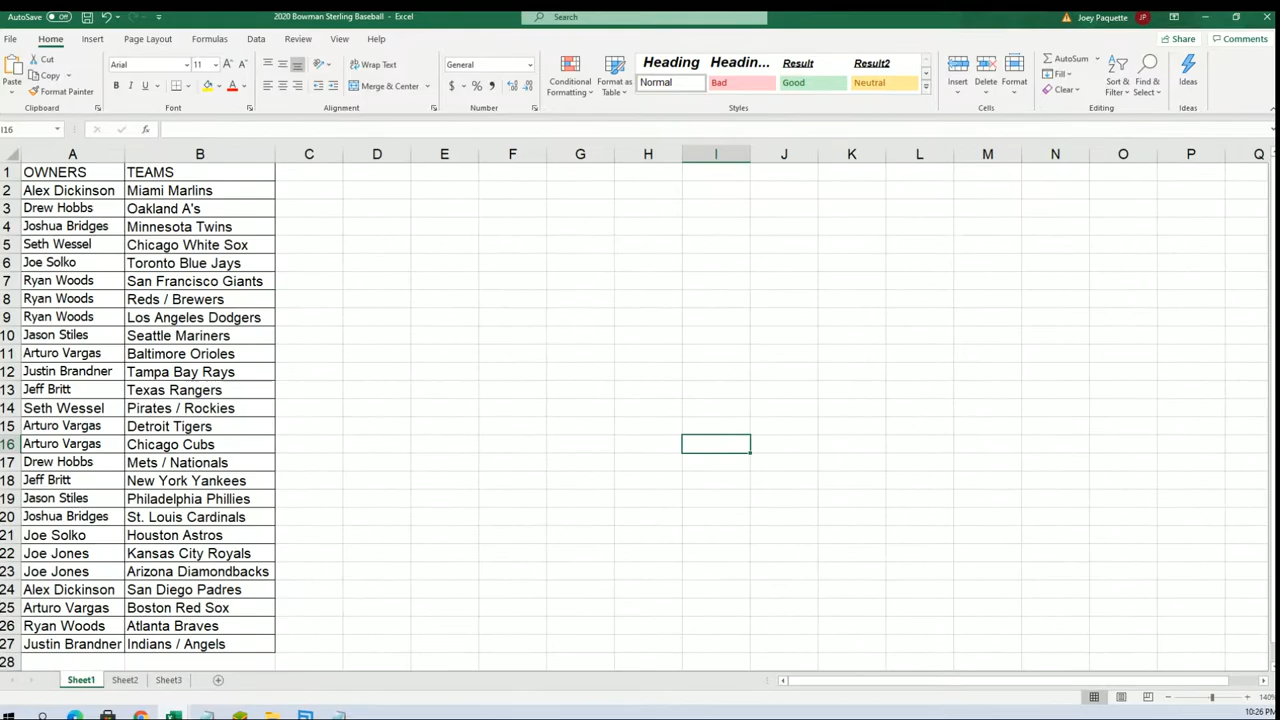 AutoSave Off 2020 Bowman Sterling Baseball - Excel Search Joey Paquette JP
File Home Insert Page Layout Formulas Data Review View Help Share Comments
Paste Cut Copy Format Painter Clipboard
Arial 11 A A B I U A Font
Wrap Text Merge & Center Alignment
General $ % , Number
Conditional Formatting Format as Table
Heading Headin... Result Result2
Normal Bad Good Neutral Styles
Insert Delete Format Cells
AutoSum Fill Clear Sort & Filter Find & Select Editing
Ideas Ideas
I16 fx
A B C D E F G H I J K L M N O P Q
1 OWNERS TEAMS
2 Alex Dickinson Miami Marlins
3 Drew Hobbs Oakland A's
4 Joshua Bridges Minnesota Twins
5 Seth Wessel Chicago White Sox
6 Joe Solko Toronto Blue Jays
7 Ryan Woods San Francisco Giants
8 Ryan Woods Reds / Brewers
9 Ryan Woods Los Angeles Dodgers
10 Jason Stiles Seattle Mariners
11 Arturo Vargas Baltimore Orioles
12 Justin Brandner Tampa Bay Rays
13 Jeff Britt Texas Rangers
14 Seth Wessel Pirates / Rockies
15 Arturo Vargas Detroit Tigers
16 Arturo Vargas Chicago Cubs
17 Drew Hobbs Mets / Nationals
18 Jeff Britt New York Yankees
19 Jason Stiles Philadelphia Phillies
20 Joshua Bridges St. Louis Cardinals
21 Joe Solko Houston Astros
22 Joe Jones Kansas City Royals
23 Joe Jones Arizona Diamondbacks
24 Alex Dickinson San Diego Padres
25 Arturo Vargas Boston Red Sox
26 Ryan Woods Atlanta Braves
27 Justin Brandner Indians / Angels
28
Sheet1 Sheet2 Sheet3
140%
10:26 PM